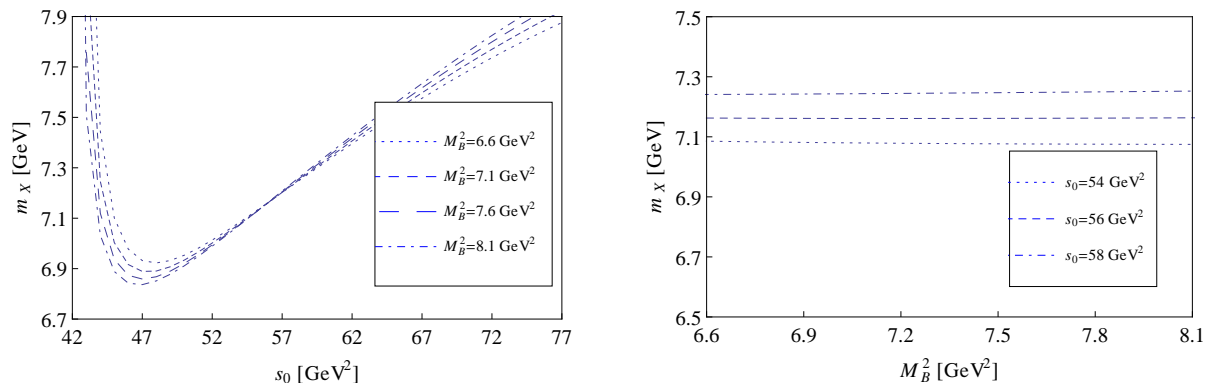 7.9
7.7
7.5
7.3
7.1
6.9
6.7
42 47 52 57 62 67 72 77
m_X [GeV]
s_0 [GeV^2]
M_B^2=6.6 GeV^2
M_B^2=7.1 GeV^2
M_B^2=7.6 GeV^2
M_B^2=8.1 GeV^2
7.5
7.3
7.1
6.7
6.5
6.6 6.9 7.2 7.5 7.8 8.1
m_X [GeV]
M_B^2 [GeV^2]
s_0=54 GeV^2
s_0=56 GeV^2
s_0=58 GeV^2